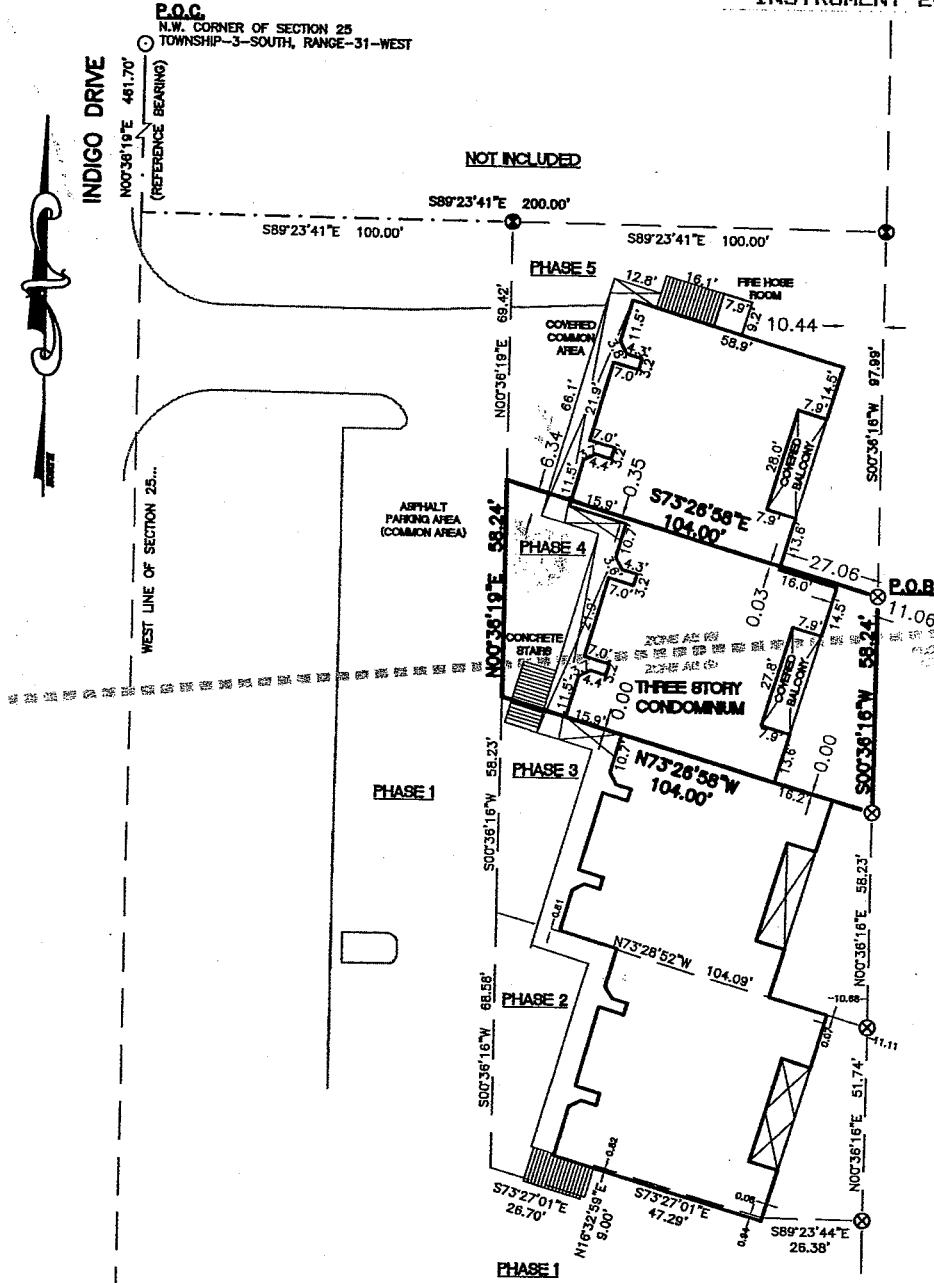 INSTRUMENT
P.O.C.
N.W. CORNER OF SECTION 25
TOWNSHIP-3-SOUTH, RANGE-31-WEST
INDIGO DRIVE
N00°36'19"E 461.70'
(REFERENCE BEARING)
NORTH
NOT INCLUDED
S89°23'41"E 200.00'
S89°23'41"E 100.00'
S89°23'41"E 100.00'
PHASE 5
12.8'
16.1'
FIRE HOSE
ROOM
7.9'
9.2'
10.44
58.9'
COVERED
COMMON
AREA
11.5'
4.3'
3.8'
3.2'
7.0'
N00°36'19"E 69.42'
66.1'
21.9'
14.5'
7.9'
S00°36'16"W 97.99'
28.0'
COVERED
BALCONY
7.0'
3.2'
4.4'
6.34
11.5'
0.35
7.9'
13.6'
WEST LINE OF SECTION 25...
ASPHALT
PARKING AREA
(COMMON AREA)
15.9'
S73°26'58"E
104.00'
N00°36'19"E 58.24'
PHASE 4
10.7'
4.3'
3.6'
3.2'
7.0'
27.06
16.0'
14.5'
P.O.B
11.06
0.03
21.9'
7.9'
CONCRETE
STAIRS
7.0'
3.2'
4.4'
27.8'
COVERED
BALCONY
S00°36'16"W 58.24'
THREE STORY
CONDOMINIUM
11.5'
15.9'
0.00
7.9'
13.6'
0.00
10.7'
N73°26'58"W
104.00'
16.2'
PHASE 3
PHASE 1
S00°36'16"W 58.23'
N00°36'16"E 58.23'
0.81
N73°28'52"W 104.09'
PHASE 2
S00°36'16"W 68.58'
10.88
0.07
11.11
N00°36'16"E 51.74'
0.82
S73°27'01"E
26.70'
N16°32'59"E
9.00'
S73°27'01"E
47.29'
0.06
0.94
S89°23'44"E
26.38'
PHASE 1